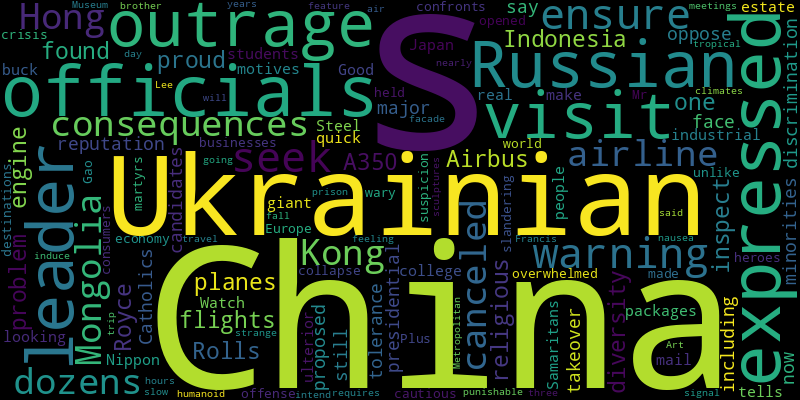 Museum brother years
Hong outrage feature air confronts opened say ensure meetings estate
crisis found proud students S Japan Indonesia oppose tropical
buck day motives Good nearly Russian
officials held major visit real make Mr one climates expressed discrimination
consequences Steel quick face
reputation businesses world industrial
engine Lee will facade
leader Gao martyrs candidates seek A350 Airbus airline
going prison wary suspicion sculptures people unlike minorities
Ukrainian giant fall Europe said heroes
destinations consumers economy travel feeling Francis nausea
Mongolia China Kong canceled slandering warning inspect
problem Catholics planes collapse college overwhelmed made
Royce Watch flights presidential religious Samaritans takeover diversity packages including
looking induce trip Rolls strange ulterior proposed still tolerance Plus Metropolitan Art mail
Nippon now
dozens hours slow humanoid offense intend requires cautious punishable three signal tells